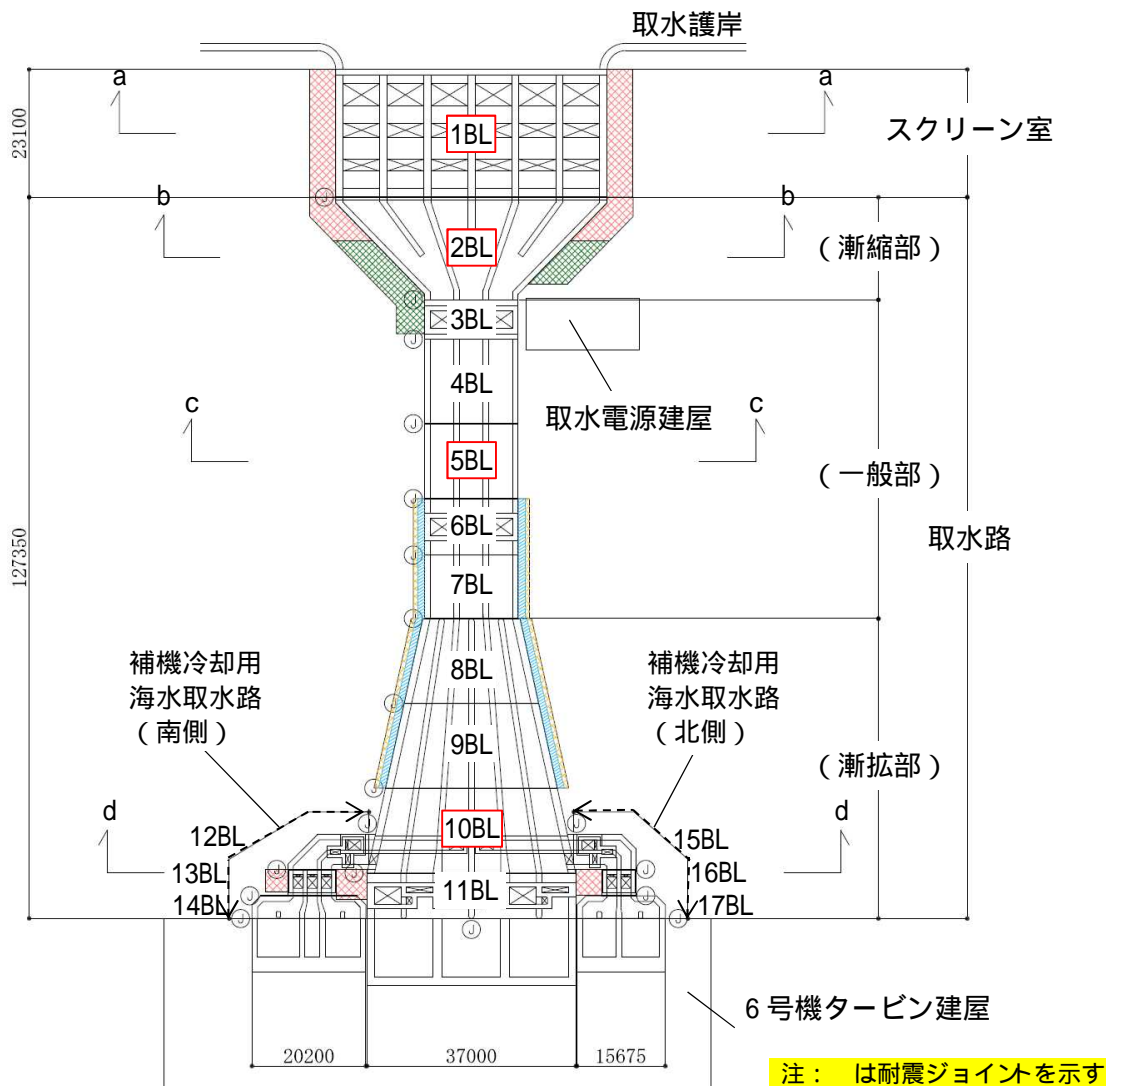 取水護岸
a
a
23100
1BL
スクリーン室
J
b
b
2BL
(漸縮部)
J
3BL
J
4BL
取水電源建屋
c
c
J
5BL
(一般部)
J
6BL
取水路
127350
J
7BL
J
補機冷却用
海水取水路
(南側)
8BL
補機冷却用
海水取水路
(北側)
J
9BL
(漸拡部)
J
d
d
J
J
10BL
12BL
15BL
13BL
J
J
J
16BL
11BL
14BL
J
J
17BL
J
J
J
6号機タービン建屋
20200
37000
15675
注: は耐震ジョイントを示す